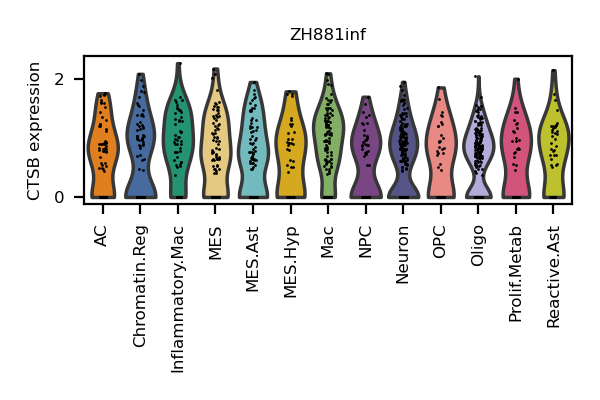 ZH881inf
CTSB expression
2
0
AC
Chromatin.Reg
Inflammatory.Mac
MES
MES.Ast
MES.Hyp
Mac
NPC
Neuron
OPC
Oligo
Prolif.Metab
Reactive.Ast